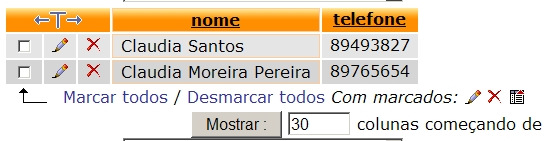 nome telefone
Claudia Santos 89493827
Claudia Moreira Pereira 89765654
Marcar todos / Desmarcar todos Com marcados:
Mostrar : 30 colunas começando de